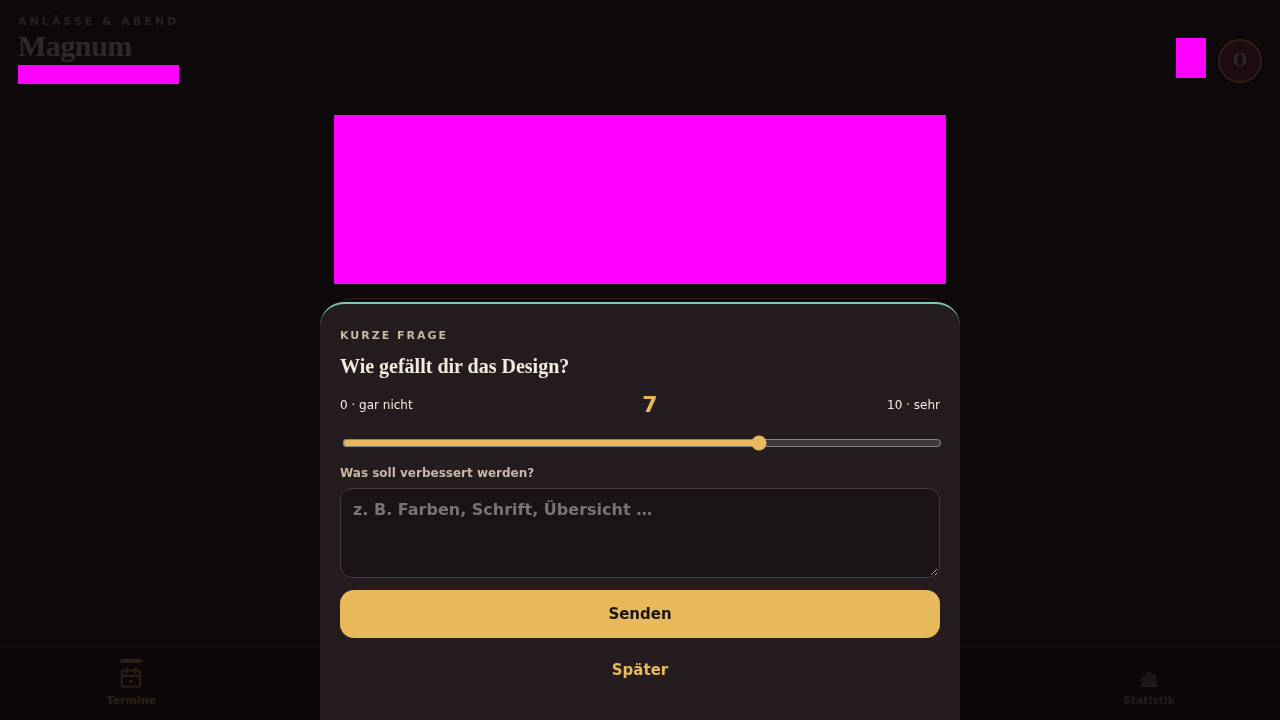 ANLÄSSE & ABEND
Magnum
O
KURZE FRAGE
Wie gefällt dir das Design?
0 · gar nicht
7
10 · sehr
Was soll verbessert werden?
z. B. Farben, Schrift, Übersicht …
Senden
Später
Termine
Statistik